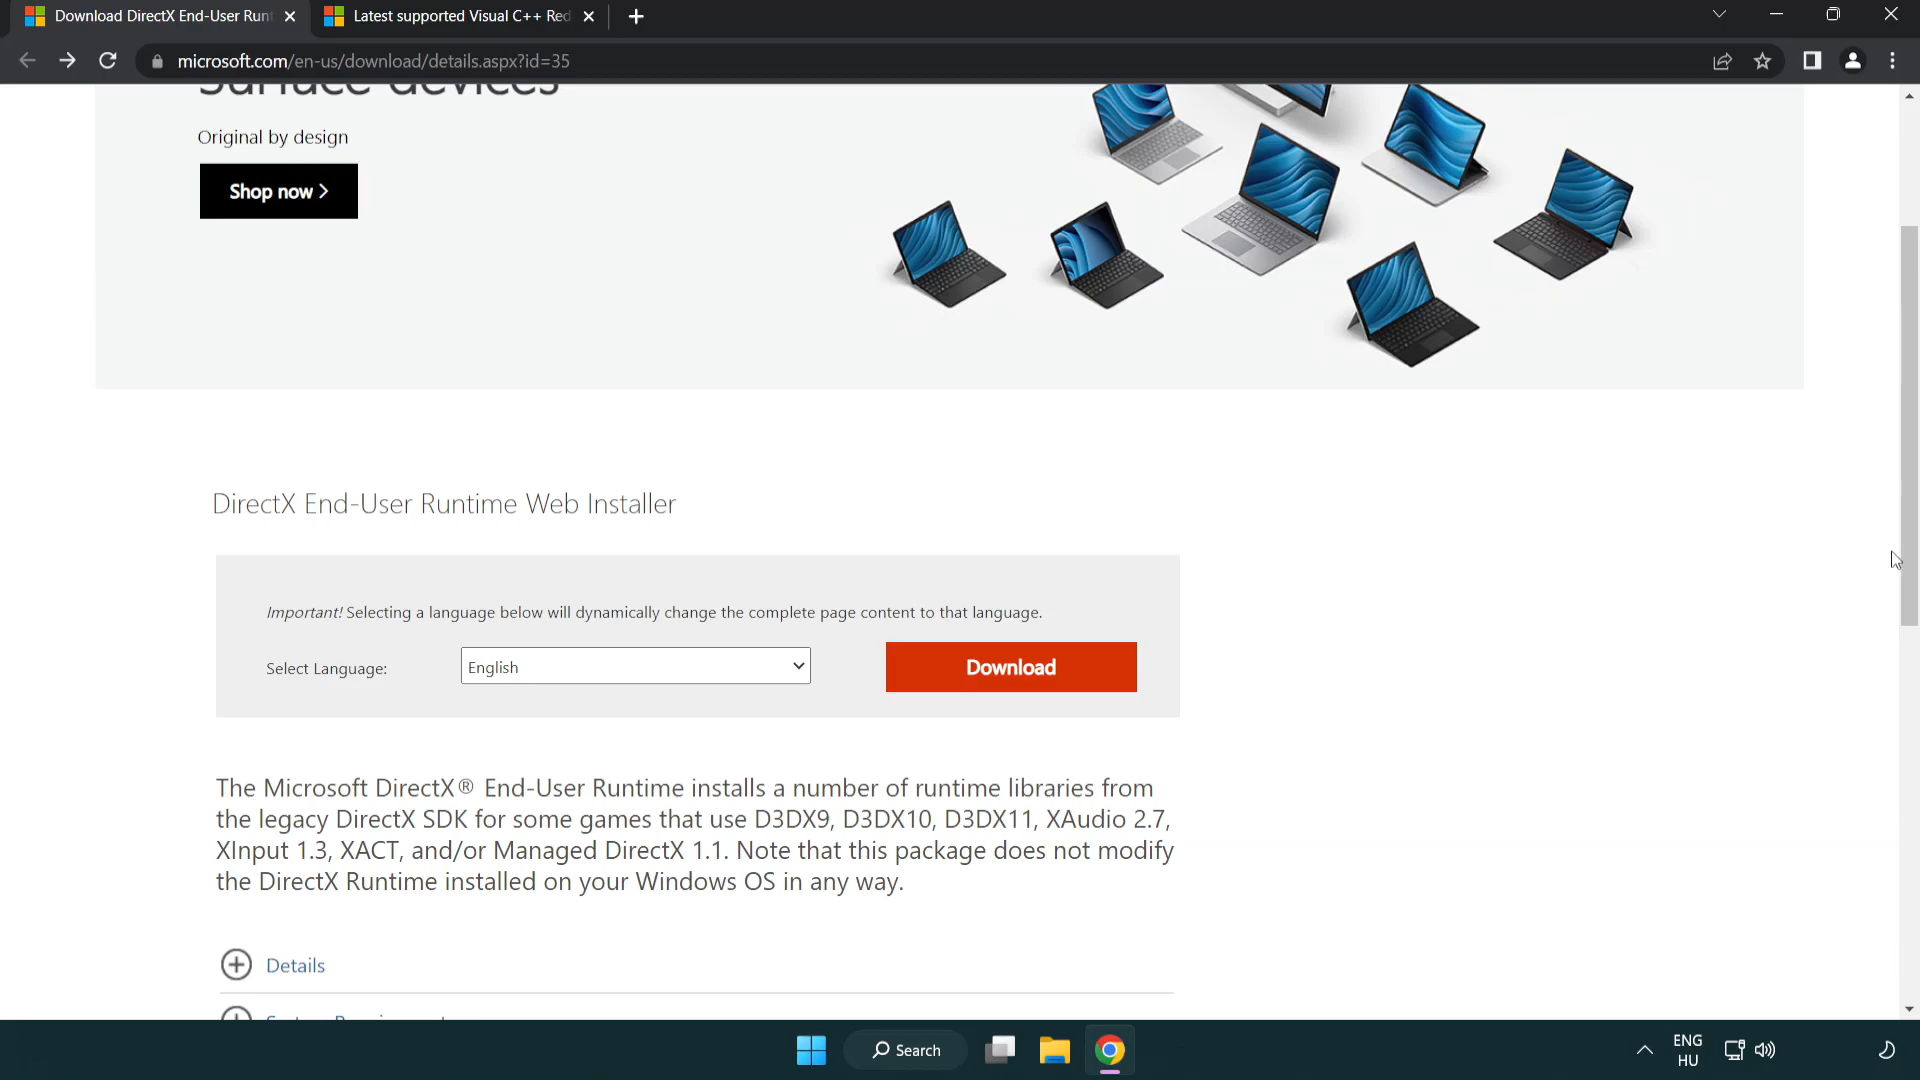 Download DirectX End-User Runt
Latest supported Visual C++ Red
microsoft.com/en-us/download/details.aspx?id=35
Surface devices
Original by design
Shop now
DirectX End-User Runtime Web Installer
Important! Selecting a language below will dynamically change the complete page content to that language.
Select Language:
English
Download
The Microsoft DirectX® End-User Runtime installs a number of runtime libraries from
the legacy DirectX SDK for some games that use D3DX9, D3DX10, D3DX11, XAudio 2.7,
XInput 1.3, XACT, and/or Managed DirectX 1.1. Note that this package does not modify
the DirectX Runtime installed on your Windows OS in any way.
Details
Search
ENG
HU